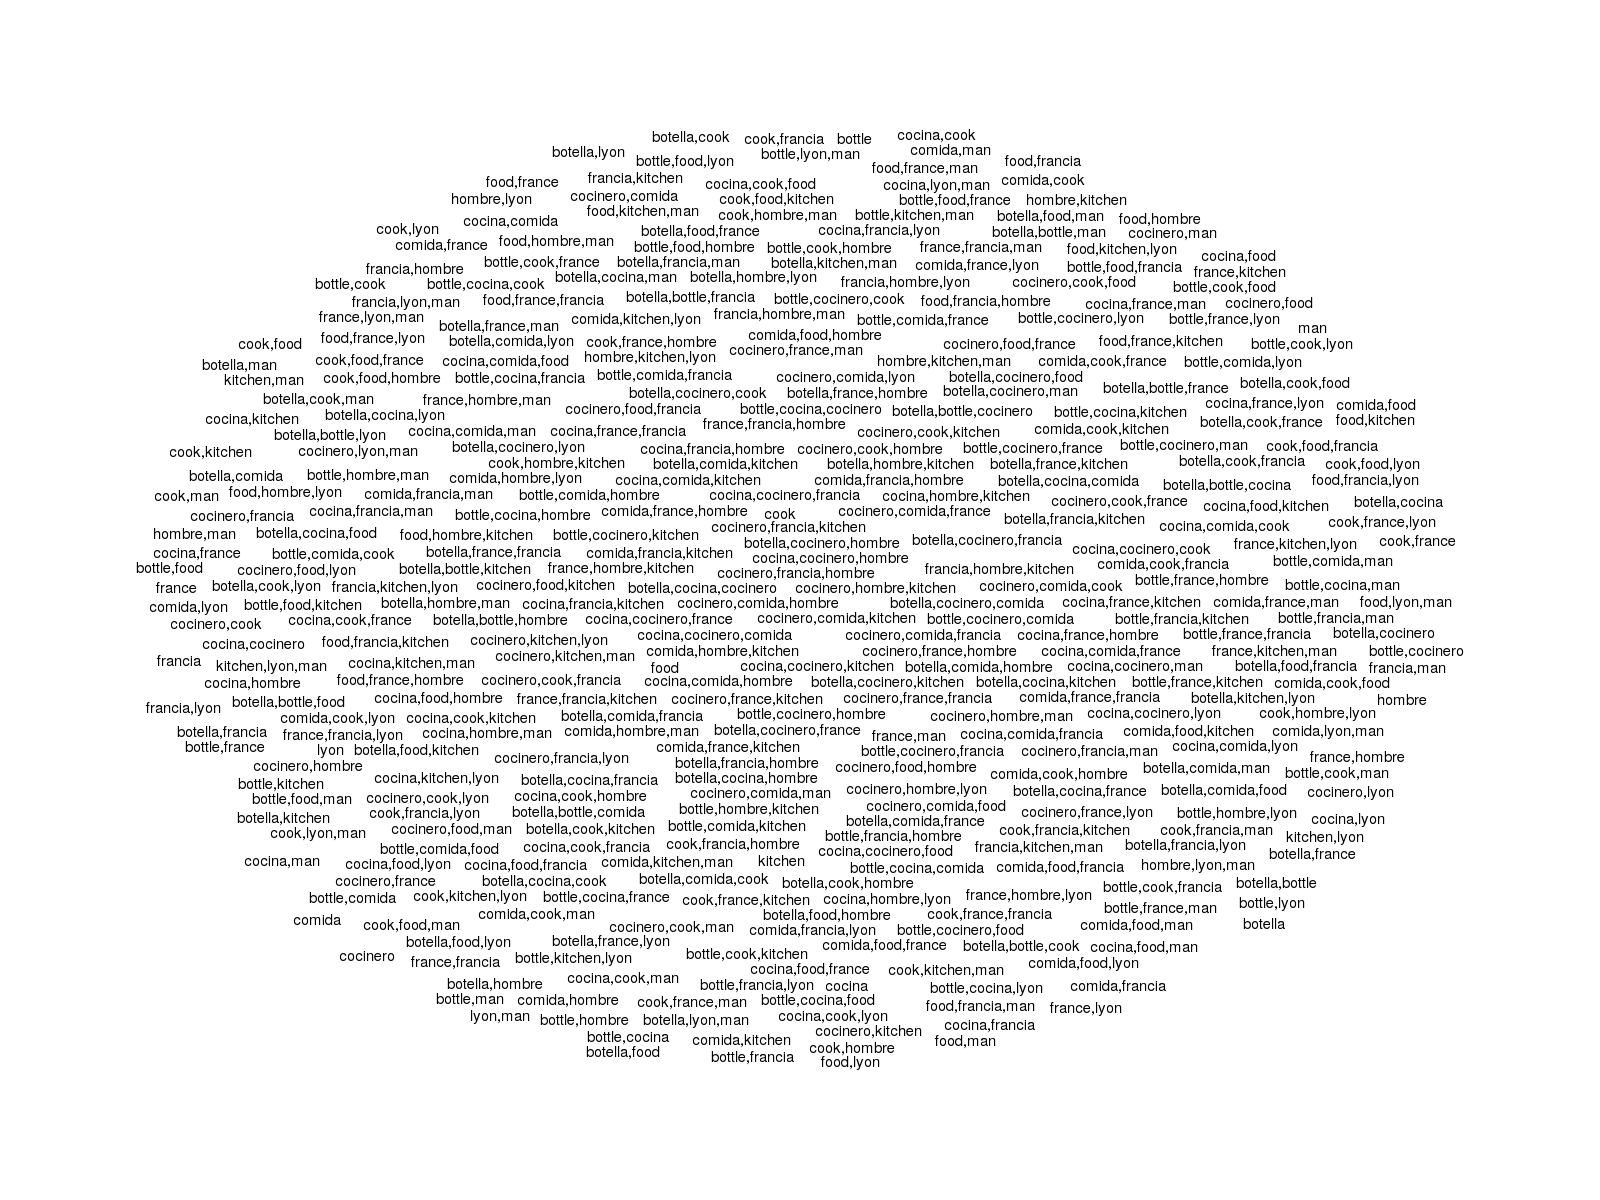 botella,cook cook,francia bottle cocina,cook
botella,lyon bottle,food,lyon bottle,lyon,man comida,man
food,france,man food,francia
food,france francia,kitchen cocina,cook,food cocina,lyon,man comida,cook
hombre,lyon cocinero,comida cook,food,kitchen bottle,food,france hombre,kitchen
food,kitchen,man cook,hombre,man bottle,kitchen,man botella,food,man food,hombre
cook,lyon cocina,comida botella,food,france cocina,francia,lyon botella,bottle,man cocinero,man
comida,france food,hombre,man bottle,food,hombre bottle,cook,hombre france,francia,man food,kitchen,lyon cocina,food
francia,hombre bottle,cook,france botella,francia,man botella,kitchen,man comida,france,lyon bottle,food,francia france,kitchen
bottle,cook bottle,cocina,cook botella,cocina,man botella,hombre,lyon francia,hombre,lyon cocinero,cook,food bottle,cook,food
francia,lyon,man food,france,francia botella,bottle,francia bottle,cocinero,cook food,francia,hombre cocina,france,man cocinero,food
france,lyon,man botella,france,man comida,kitchen,lyon francia,hombre,man bottle,comida,france bottle,cocinero,lyon bottle,france,lyon man
cook,food food,france,lyon botella,comida,lyon cook,france,hombre comida,food,hombre cocinero,food,france food,france,kitchen bottle,cook,lyon
botella,man cook,food,france cocina,comida,food hombre,kitchen,lyon cocinero,france,man hombre,kitchen,man comida,cook,france bottle,comida,lyon
kitchen,man cook,food,hombre bottle,cocina,francia bottle,comida,francia cocinero,comida,lyon botella,cocinero,food botella,bottle,france botella,cook,food
botella,cook,man france,hombre,man botella,cocinero,cook botella,france,hombre botella,cocinero,man cocina,france,lyon comida,food
cocina,kitchen botella,cocina,lyon cocinero,food,francia bottle,cocina,cocinero botella,bottle,cocinero bottle,cocina,kitchen botella,cook,france food,kitchen
botella,bottle,lyon cocina,comida,man cocina,france,francia france,francia,hombre cocinero,cook,kitchen comida,cook,kitchen
cook,kitchen cocinero,lyon,man botella,cocinero,lyon cocina,francia,hombre cocinero,cook,hombre bottle,cocinero,france bottle,cocinero,man cook,food,francia
cook,hombre,kitchen botella,comida,kitchen botella,hombre,kitchen botella,france,kitchen botella,cook,francia cook,food,lyon
botella,comida bottle,hombre,man comida,hombre,lyon cocina,comida,kitchen comida,francia,hombre botella,cocina,comida botella,bottle,cocina food,francia,lyon
cook,man food,hombre,lyon comida,francia,man bottle,comida,hombre cocina,cocinero,francia cocina,hombre,kitchen cocinero,cook,france cocina,food,kitchen botella,cocina
cocinero,francia cocina,francia,man bottle,cocina,hombre comida,france,hombre cook cocinero,comida,france botella,francia,kitchen cocina,comida,cook cook,france,lyon
hombre,man botella,cocina,food food,hombre,kitchen bottle,cocinero,kitchen cocinero,francia,kitchen botella,cocinero,hombre botella,cocinero,francia cocina,cocinero,cook france,kitchen,lyon cook,france
cocina,france bottle,comida,cook botella,france,francia comida,francia,kitchen cocina,cocinero,hombre comida,cook,francia botella,comida,man
bottle,food cocinero,food,lyon botella,bottle,kitchen france,hombre,kitchen cocinero,francia,hombre francia,hombre,kitchen bottle,france,hombre bottle,cocina,man
france botella,cook,lyon francia,kitchen,lyon cocinero,food,kitchen botella,cocina,cocinero cocinero,hombre,kitchen cocinero,comida,cook
comida,lyon bottle,food,kitchen botella,hombre,man cocina,francia,kitchen cocinero,comida,hombre botella,cocinero,comida cocina,france,kitchen comida,france,man food,lyon,man
cocinero,cook cocina,cook,france botella,bottle,hombre cocina,cocinero,france cocinero,comida,kitchen bottle,cocinero,comida bottle,francia,kitchen bottle,francia,man
cocina,cocinero food,francia,kitchen cocinero,kitchen,lyon cocina,cocinero,comida cocinero,comida,francia cocina,france,hombre bottle,france,francia botella,cocinero
francia kitchen,lyon,man cocina,kitchen,man cocinero,kitchen,man comida,hombre,kitchen cocinero,france,hombre cocina,comida,france france,kitchen,man bottle,cocinero
food cocina,cocinero,kitchen botella,comida,hombre cocina,cocinero,man botella,food,francia francia,man
cocina,hombre food,france,hombre cocinero,cook,francia cocina,comida,hombre botella,cocinero,kitchen botella,cocina,kitchen bottle,france,kitchen comida,cook,food
francia,lyon botella,bottle,food cocina,food,hombre france,francia,kitchen cocinero,france,kitchen cocinero,france,francia comida,france,francia botella,kitchen,lyon hombre
comida,cook,lyon cocina,cook,kitchen botella,comida,francia bottle,cocinero,hombre cocinero,hombre,man cocina,cocinero,lyon cook,hombre,lyon
botella,francia france,francia,lyon cocina,hombre,man comida,hombre,man botella,cocinero,france france,man cocina,comida,francia comida,food,kitchen comida,lyon,man
bottle,france lyon botella,food,kitchen cocinero,francia,lyon comida,france,kitchen bottle,cocinero,francia cocinero,francia,man cocina,comida,lyon france,hombre
cocinero,hombre botella,francia,hombre cocinero,food,hombre comida,cook,hombre botella,comida,man bottle,cook,man
bottle,kitchen cocina,kitchen,lyon botella,cocina,francia botella,cocina,hombre cocinero,hombre,lyon botella,cocina,france botella,comida,food cocinero,lyon
bottle,food,man cocinero,cook,lyon cocina,cook,hombre cocinero,comida,man cocinero,comida,food
botella,kitchen cook,francia,lyon botella,bottle,comida bottle,hombre,kitchen botella,comida,france cocinero,france,lyon bottle,hombre,lyon cocina,lyon
cook,lyon,man cocinero,food,man botella,cook,kitchen bottle,comida,kitchen bottle,francia,hombre cook,francia,kitchen cook,francia,man kitchen,lyon
bottle,comida,food cocina,cook,francia cook,francia,hombre cocina,cocinero,food francia,kitchen,man botella,francia,lyon botella,france
cocina,man cocina,food,lyon cocina,food,francia comida,kitchen,man kitchen bottle,cocina,comida comida,food,francia hombre,lyon,man
cocinero,france botella,cocina,cook botella,comida,cook botella,cook,hombre bottle,cook,francia botella,bottle
bottle,comida cook,kitchen,lyon bottle,cocina,france cook,france,kitchen cocina,hombre,lyon france,hombre,lyon bottle,france,man bottle,lyon
comida cook,food,man comida,cook,man cocinero,cook,man botella,food,hombre cook,france,francia comida,food,man botella
botella,food,lyon botella,france,lyon comida,francia,lyon bottle,cocinero,food
cocinero france,francia bottle,kitchen,lyon bottle,cook,kitchen comida,food,france botella,bottle,cook cocina,food,man
cocina,food,france cook,kitchen,man comida,food,lyon
botella,hombre cocina,cook,man bottle,francia,lyon cocina bottle,cocina,lyon comida,francia
bottle,man comida,hombre cook,france,man bottle,cocina,food food,francia,man france,lyon
lyon,man bottle,hombre botella,lyon,man cocina,cook,lyon cocina,francia
bottle,cocina comida,kitchen cocinero,kitchen food,man
botella,food bottle,francia cook,hombre
food,lyon